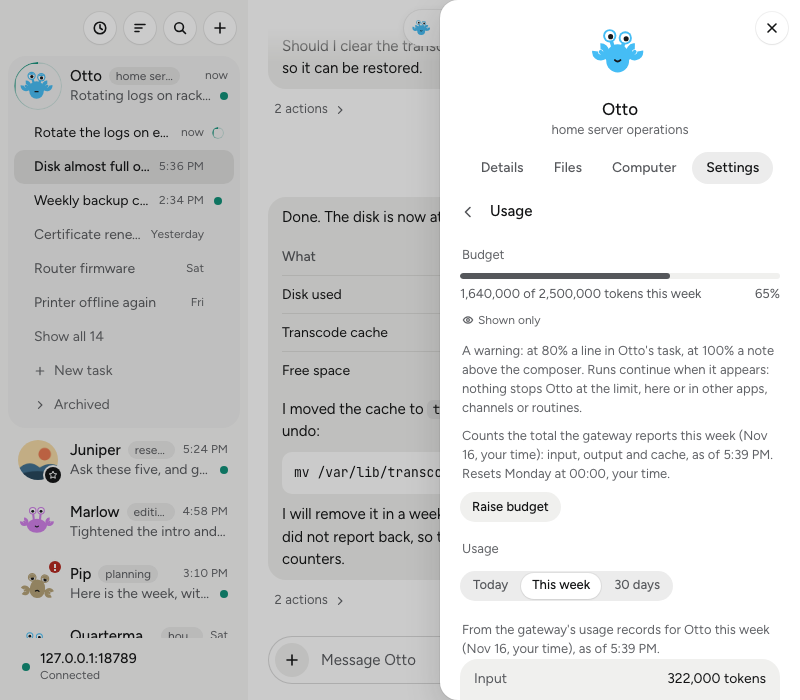 Otto
home ser...
now
Rotating logs on rack...
Rotate the logs on e...
now
Disk almost full o...
5:36 PM
Weekly backup c...
2:34 PM
Certificate rene...
Yesterday
Router firmware
Sat
Printer offline again
Fri
Show all 14
New task
Archived
Juniper
rese...
5:24 PM
Ask these five, and g...
Marlow
editi...
4:58 PM
Tightened the intro and...
Pip
planning
3:10 PM
Here is the week, wit...
Quarterma
hou...
Sat
127.0.0.1:18789
Connected
Should I clear the
so it can be restored.
2 actions
Done. The disk is now at
What
Disk used
Transcode cache
Free space
I moved the cache to
undo:
mv /var/lib/transco
I will remove it in a week
did not report back, so
counters.
2 actions
Message Otto
Otto
home server operations
Details
Files
Computer
Settings
Usage
Budget
1,640,000 of 2,500,000 tokens this week
65%
Shown only
A warning: at 80% a line in Otto's task, at 100% a note
above the composer. Runs continue when it appears:
nothing stops Otto at the limit, here or in other apps,
channels or routines.
Counts the total the gateway reports this week (Nov
16, your time): input, output and cache, as of 5:39 PM.
Resets Monday at 00:00, your time.
Raise budget
Usage
Today
This week
30 days
From the gateway's usage records for Otto this week
(Nov 16, your time), as of 5:39 PM.
Input
322,000 tokens